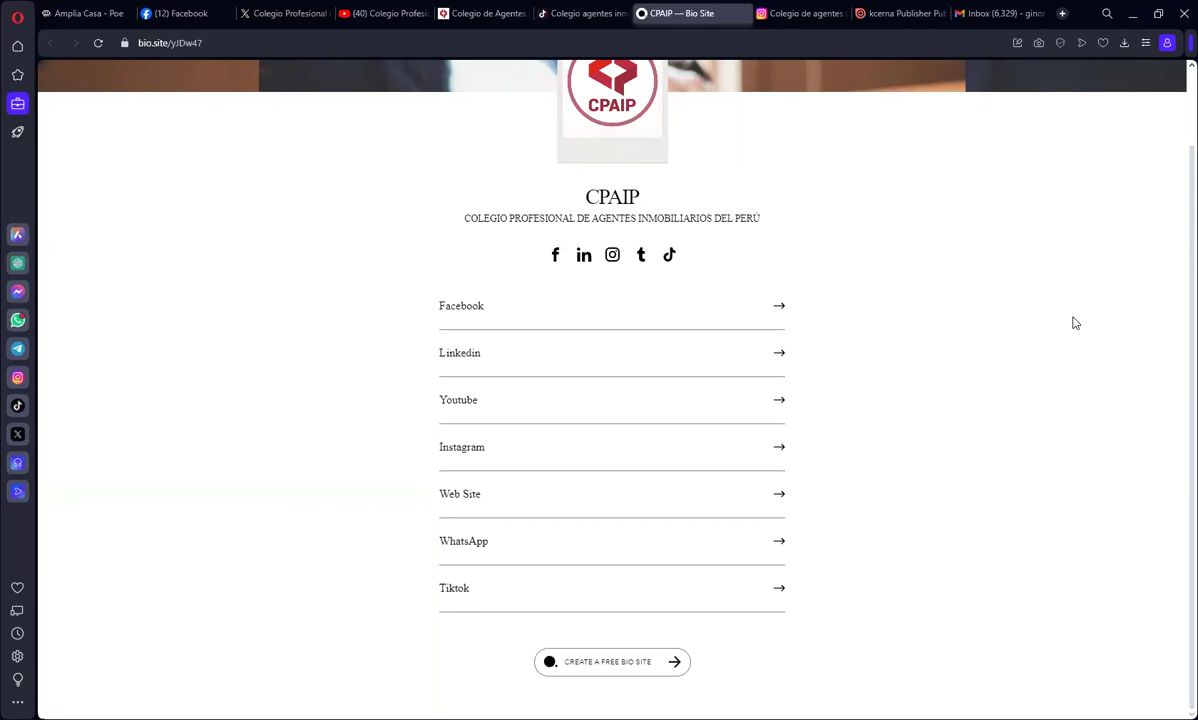 Amplia Casa - Poe
(12) Facebook
Colegio Profesional
(40) Colegio Profesic
Colegio de Agentes
Colegio agentes inm
CPAIP — Bio Site
Colegio de agentes
kcerna Publisher Pu
Inbox (6,329) - gino
bio.site/yJDw47
CPAIP
CPAIP
COLEGIO PROFESIONAL DE AGENTES INMOBILIARIOS DEL PERÚ
Facebook
Linkedin
Youtube
Instagram
Web Site
WhatsApp
Tiktok
CREATE A FREE BIO SITE